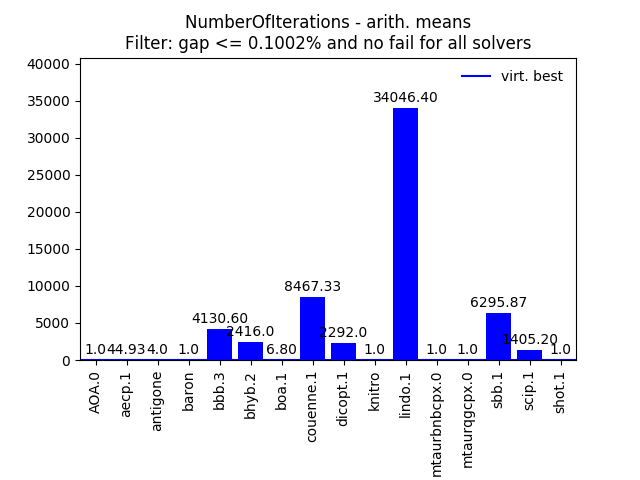 NumberOfIterations - arith. means
Filter: gap <= 0.1002% and no fail for all solvers
virt. best
40000
35000
30000
25000
20000
15000
10000
5000
0
1.0 44.93 4.0 1.0 4130.60 2416.0 6.80 8467.33 2292.0 1.0 34046.40 1.0 1.0 6295.87 1405.20 1.0
AOA.0
aecp.1
antigone
baron
bbb.3
bhyb.2
boa.1
couenne.1
dicopt.1
knitro
lindo.1
mtaurbnbcpx.0
mtaurqgcpx.0
sbb.1
scip.1
shot.1